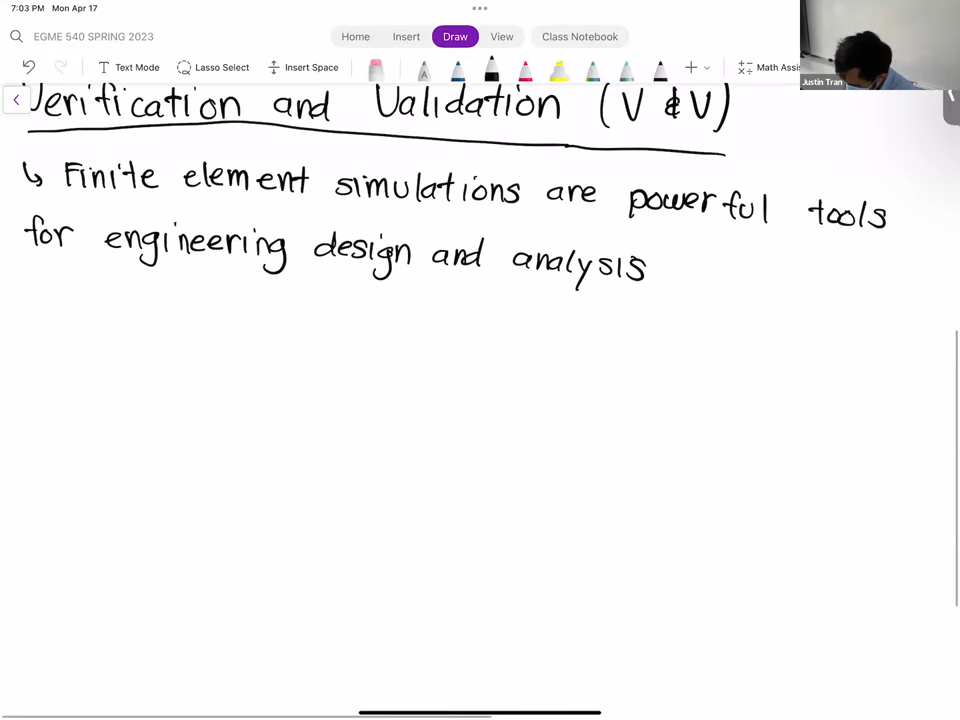 7:03 PM Mon Apr 17
EGME 540 SPRING 2023
Home Insert Draw View Class Notebook
Text Mode Lasso Select Insert Space Math Assis
Justin Tran
Verification and Validation (V & V)
↳ Finite element simulations are powerful tools
for engineering design and analysis